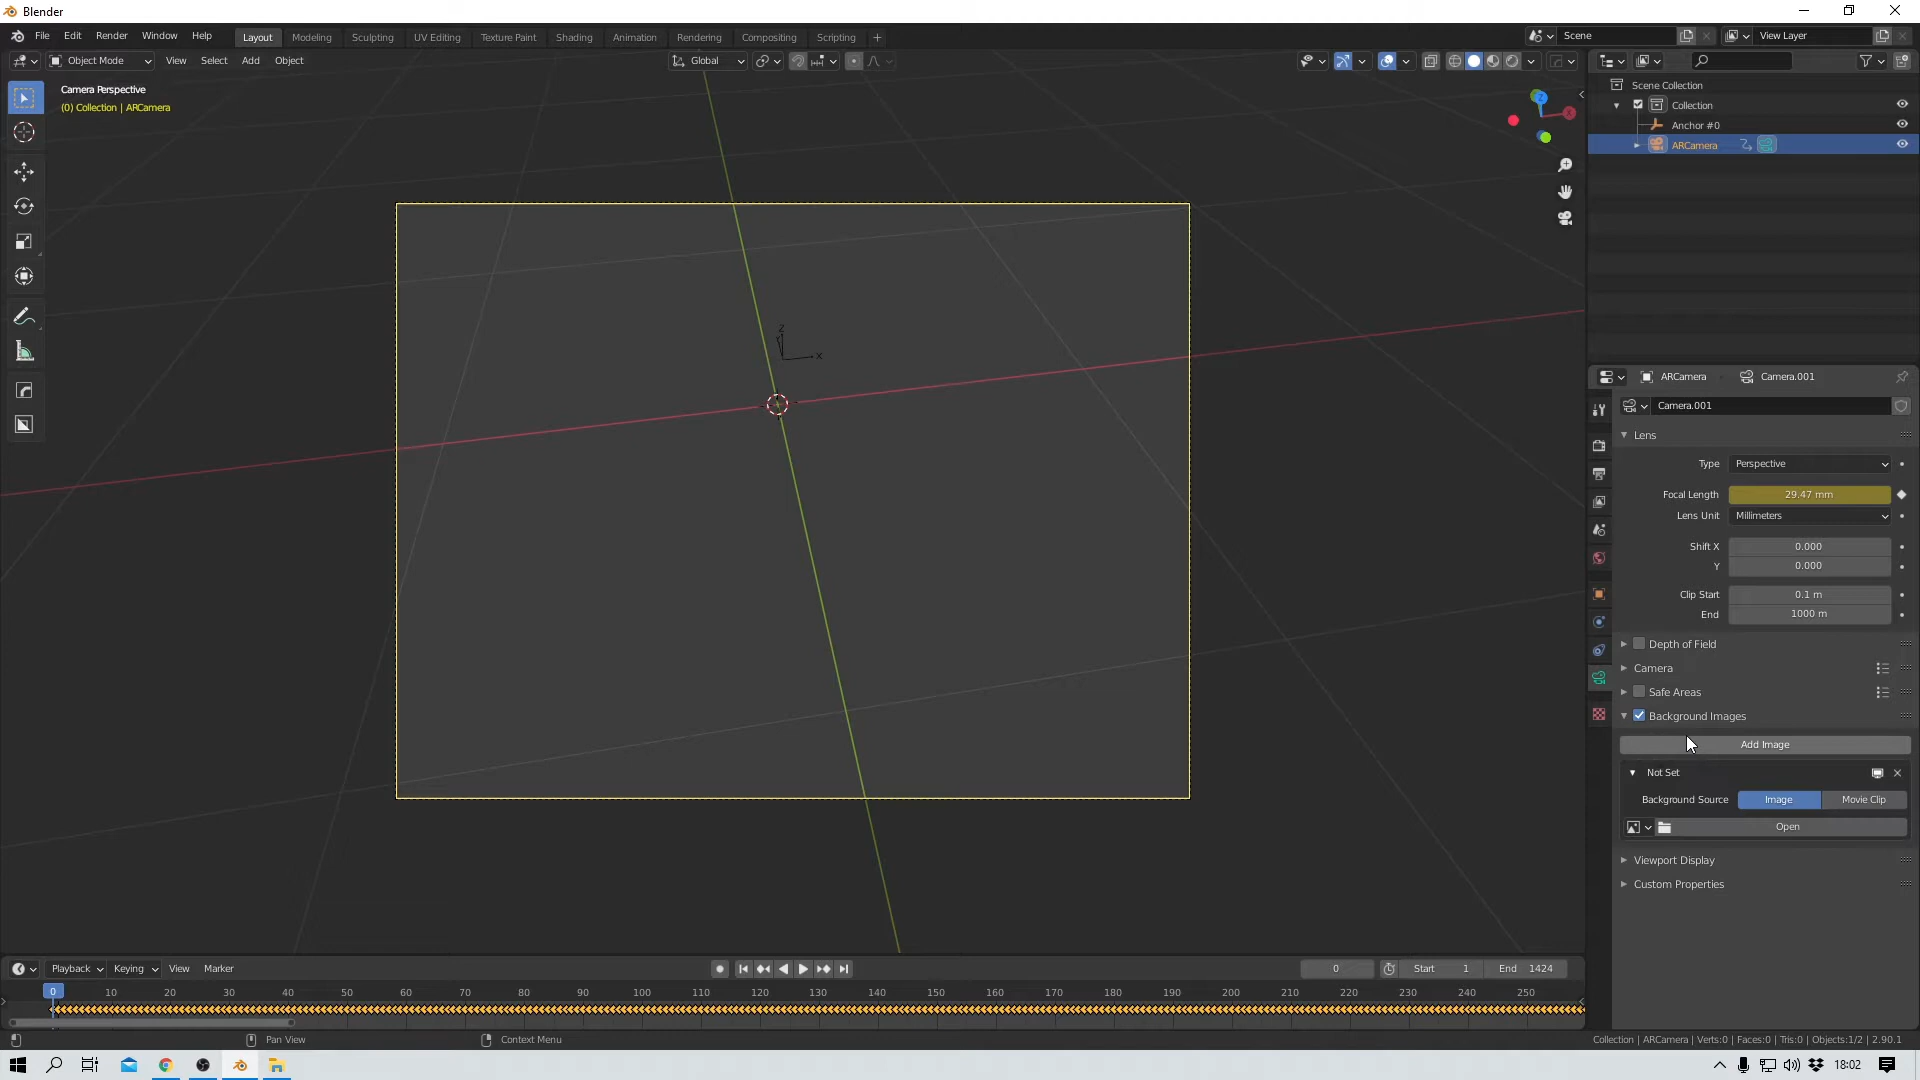 Blender
File Edit Render Window Help
Layout Modeling Sculpting UV Editing Texture Paint Shading Animation Rendering Compositing Scripting +
Scene
View Layer
Object Mode View Select Add Object
Global
Camera Perspective
(0) Collection | ARCamera
Scene Collection
Collection
Anchor #0
ARCamera
Z
X
ARCamera Camera.001
Camera.001
Lens
Type Perspective
Focal Length 29.47 mm
Lens Unit Millimeters
Shift X 0.000
Y 0.000
Clip Start 0.1 m
End 1000 m
Depth of Field
Camera
Safe Areas
Background Images
Add Image
Not Set
Background Source Image Movie Clip
Open
Viewport Display
Custom Properties
Playback Keying View Marker
0 Start 1 End 1424
0 10 20 30 40 50 60 70 80 90 100 110 120 130 140 150 160 170 180 190 200 210 220 230 240 250
Pan View Context Menu
Collection | ARCamera | Verts:0 | Faces:0 | Tris:0 | Objects:1/2 | 2.90.1
18:02